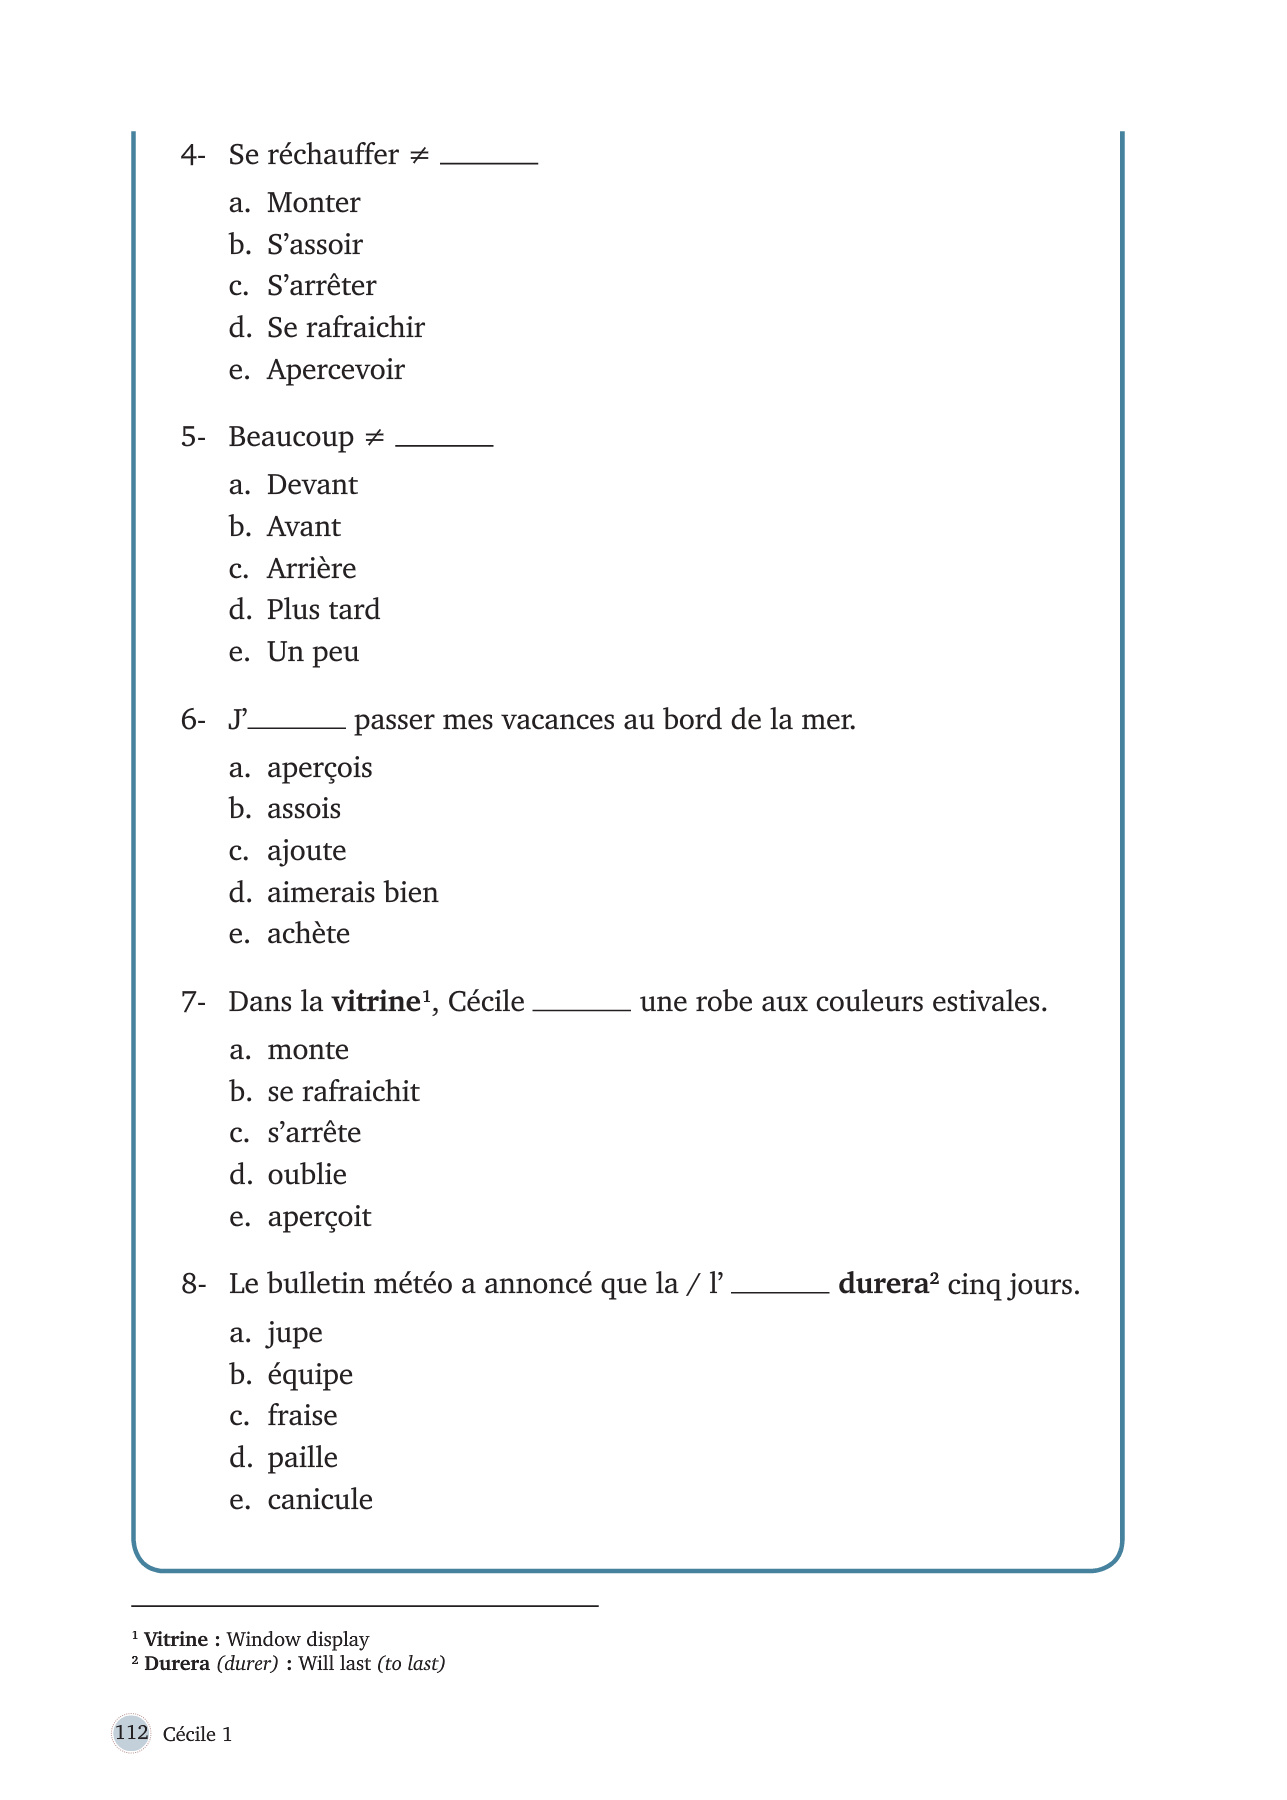 4- Se réchauffer ≠ _______
a. Monter
b. S’assoir
c. S’arrêter
d. Se rafraichir
e. Apercevoir
5- Beaucoup ≠ _______
a. Devant
b. Avant
c. Arrière
d. Plus tard
e. Un peu
6- J’_______ passer mes vacances au bord de la mer.
a. aperçois
b. assois
c. ajoute
d. aimerais bien
e. achète
7- Dans la vitrine¹, Cécile _______ une robe aux couleurs estivales.
a. monte
b. se rafraichit
c. s’arrête
d. oublie
e. aperçoit
8- Le bulletin météo a annoncé que la / l’ _______ durera² cinq jours.
a. jupe
b. équipe
c. fraise
d. paille
e. canicule
¹ Vitrine : Window display
² Durera (durer) : Will last (to last)
112 Cécile 1